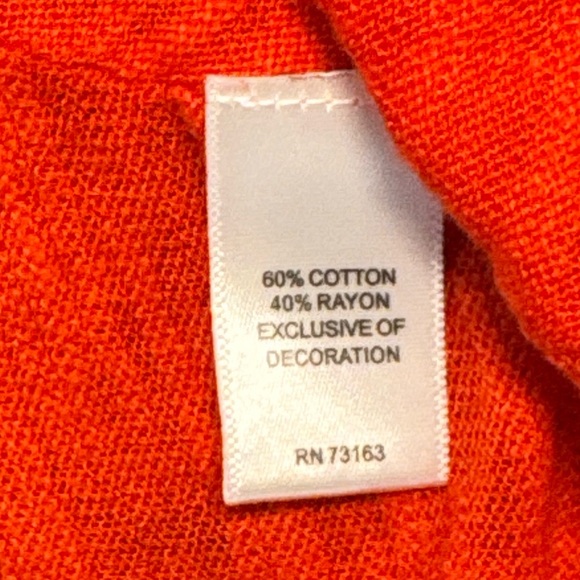 60% COTTON
40% RAYON
EXCLUSIVE OF
DECORATION
RN 73163